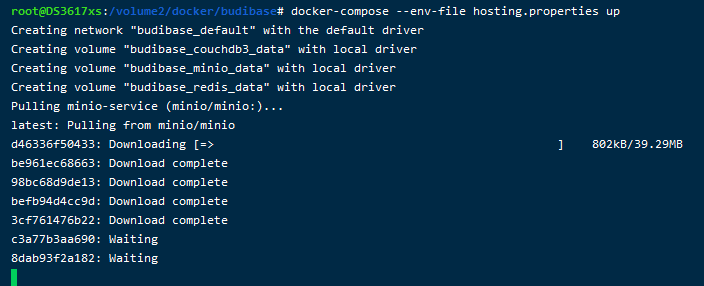 root@DS3617xs:/volume2/docker/budibase# docker-compose --env-file hosting.properties up
Creating network "budibase_default" with the default driver
Creating volume "budibase_couchdb3_data" with local driver
Creating volume "budibase_minio_data" with local driver
Creating volume "budibase_redis_data" with local driver
Pulling minio-service (minio/minio:)...
latest: Pulling from minio/minio
d46336f50433: Downloading [=>                                                 ]    802kB/39.29MB
be961ec68663: Download complete
98bc68d9de13: Download complete
befb94d4cc9d: Download complete
3cf761476b22: Download complete
c3a77b3aa690: Waiting
8dab93f2a182: Waiting